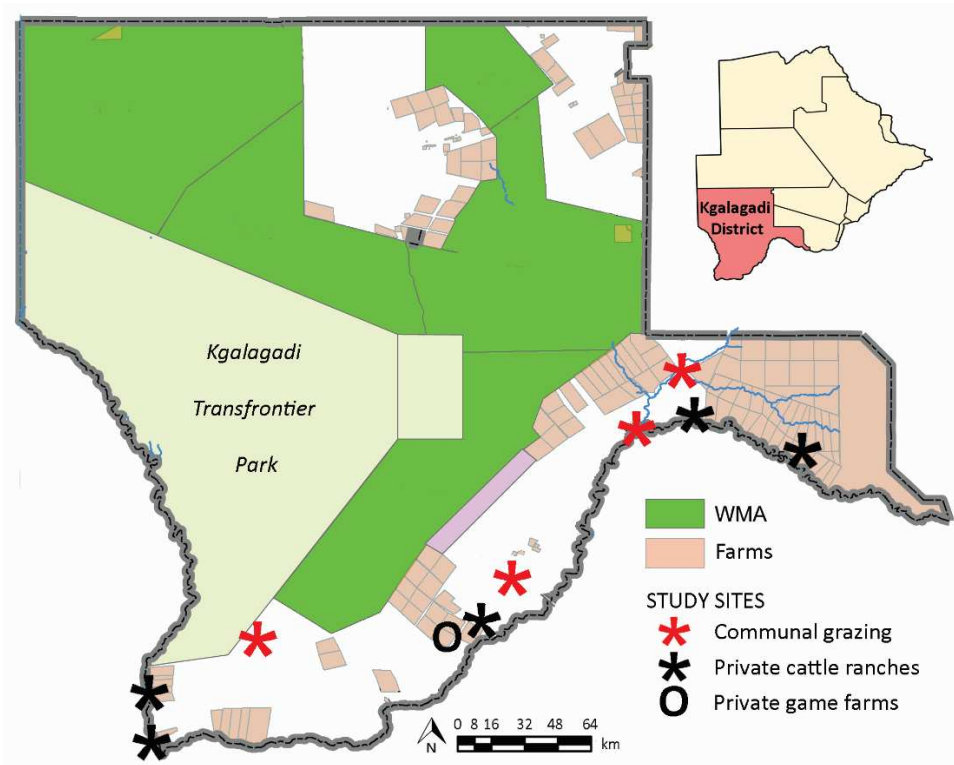 Kgalagadi
District
Kgalagadi
Transfrontier
Park
WMA
Farms
STUDY SITES
Communal grazing
Private cattle ranches
Private game farms
N
0 8 16 32 48 64
km